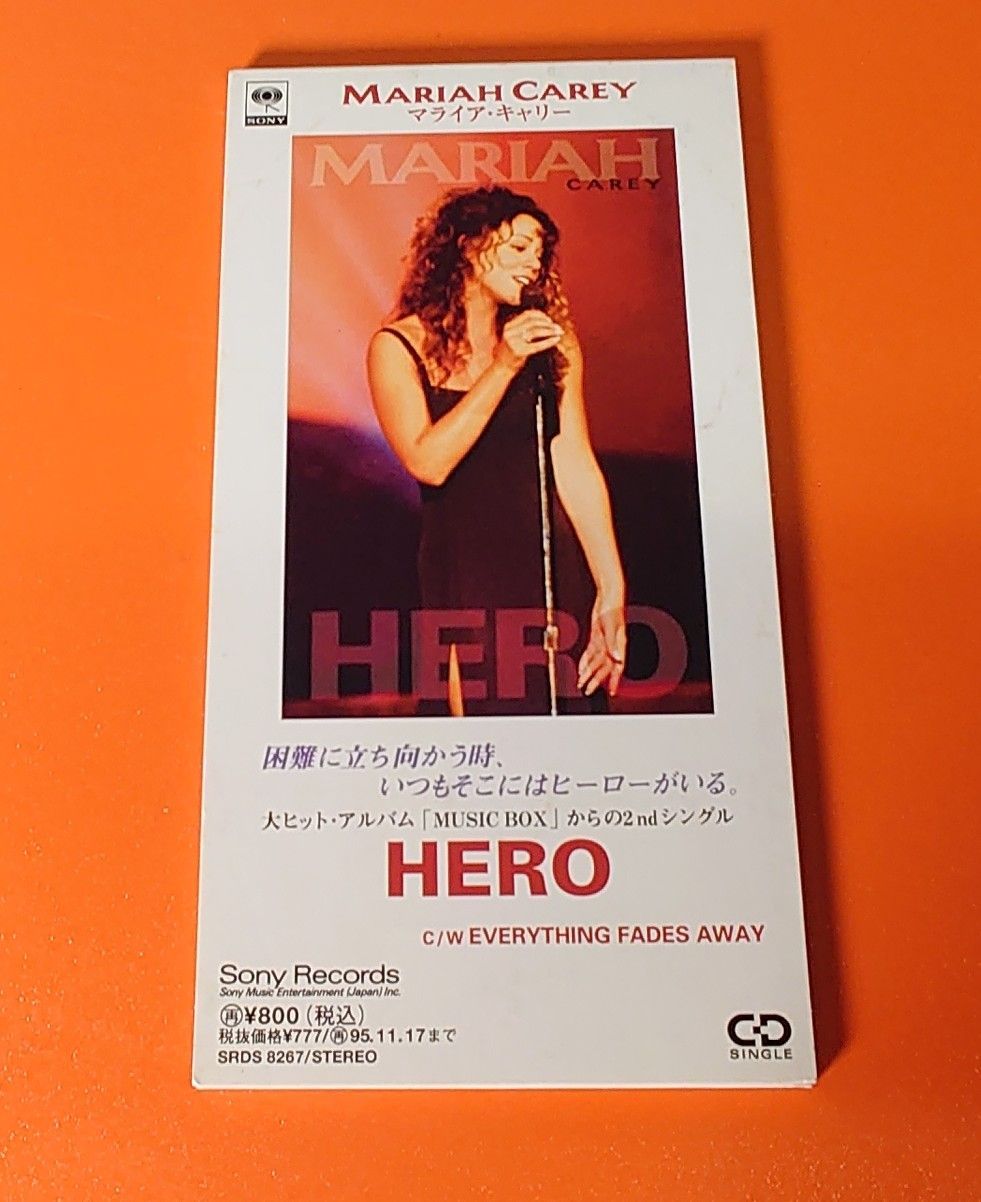 SONY
MARIAH CAREY
マライア・キャリー
MARIAH
CAREY
HERO
困難に立ち向かう時、
いつもそこにはヒーローがいる。
大ヒット・アルバム「MUSIC BOX」からの2ndシングル
HERO
C/W EVERYTHING FADES AWAY
Sony Records
Sony Music Entertainment (Japan) Inc.
㊢¥800(税込)
税抜価格¥777/㊢95.11.17まで
SRDS 8267/STEREO
CD
SINGLE